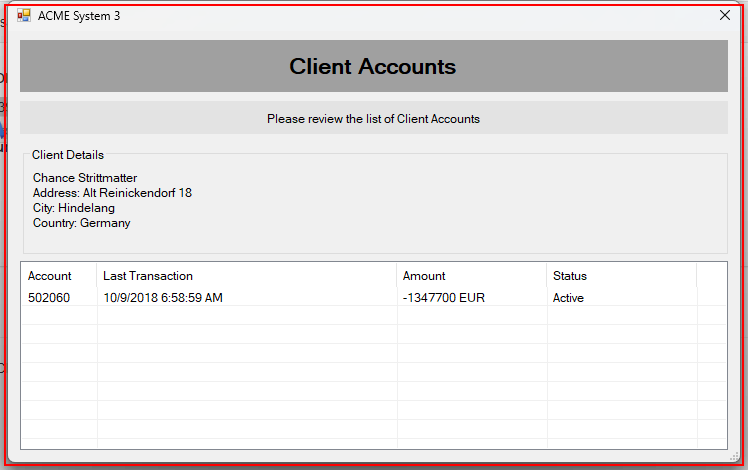 ACME System 3
Client Accounts
Please review the list of Client Accounts
Client Details
Chance Strittmatter
Address: Alt Reinickendorf 18
City: Hindelang
Country: Germany
Account Last Transaction Amount Status
502060 10/9/2018 6:58:59 AM -1347700 EUR Active